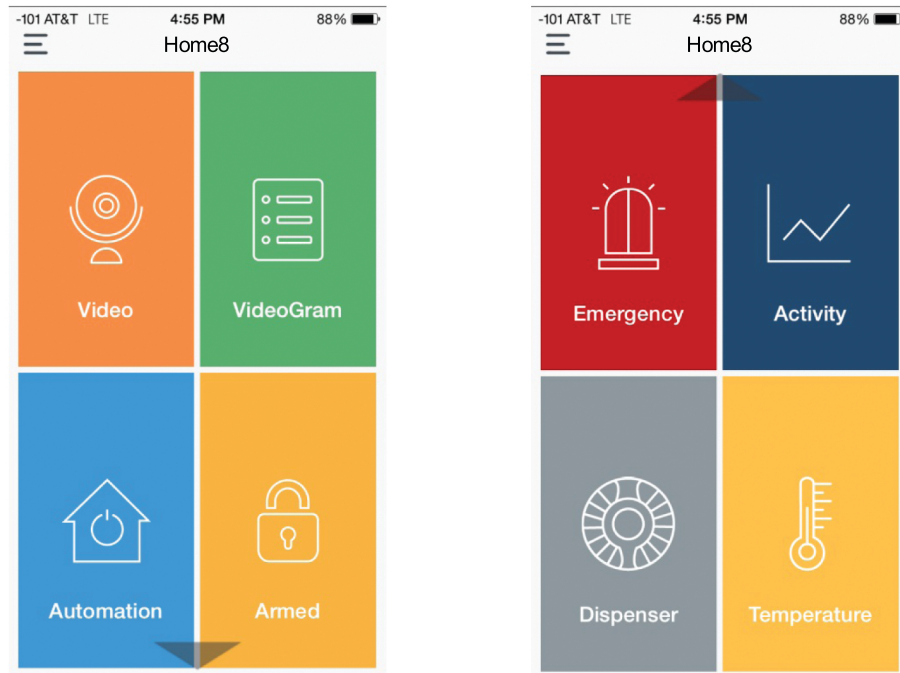 -101 AT&T LTE 4:55 PM 88%
Home8
Video
VideoGram
Automation
Armed
-101 AT&T LTE 4:55 PM 88%
Home8
Emergency
Activity
Dispenser
Temperature